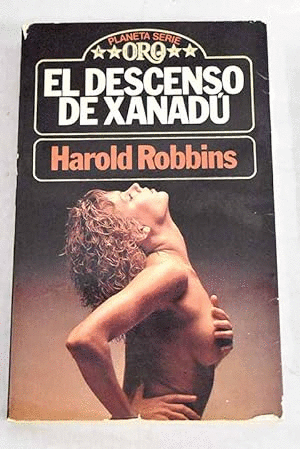 PLANETA SERIE
ORO
EL DESCENSO
DE XANADÚ
Harold Robbins